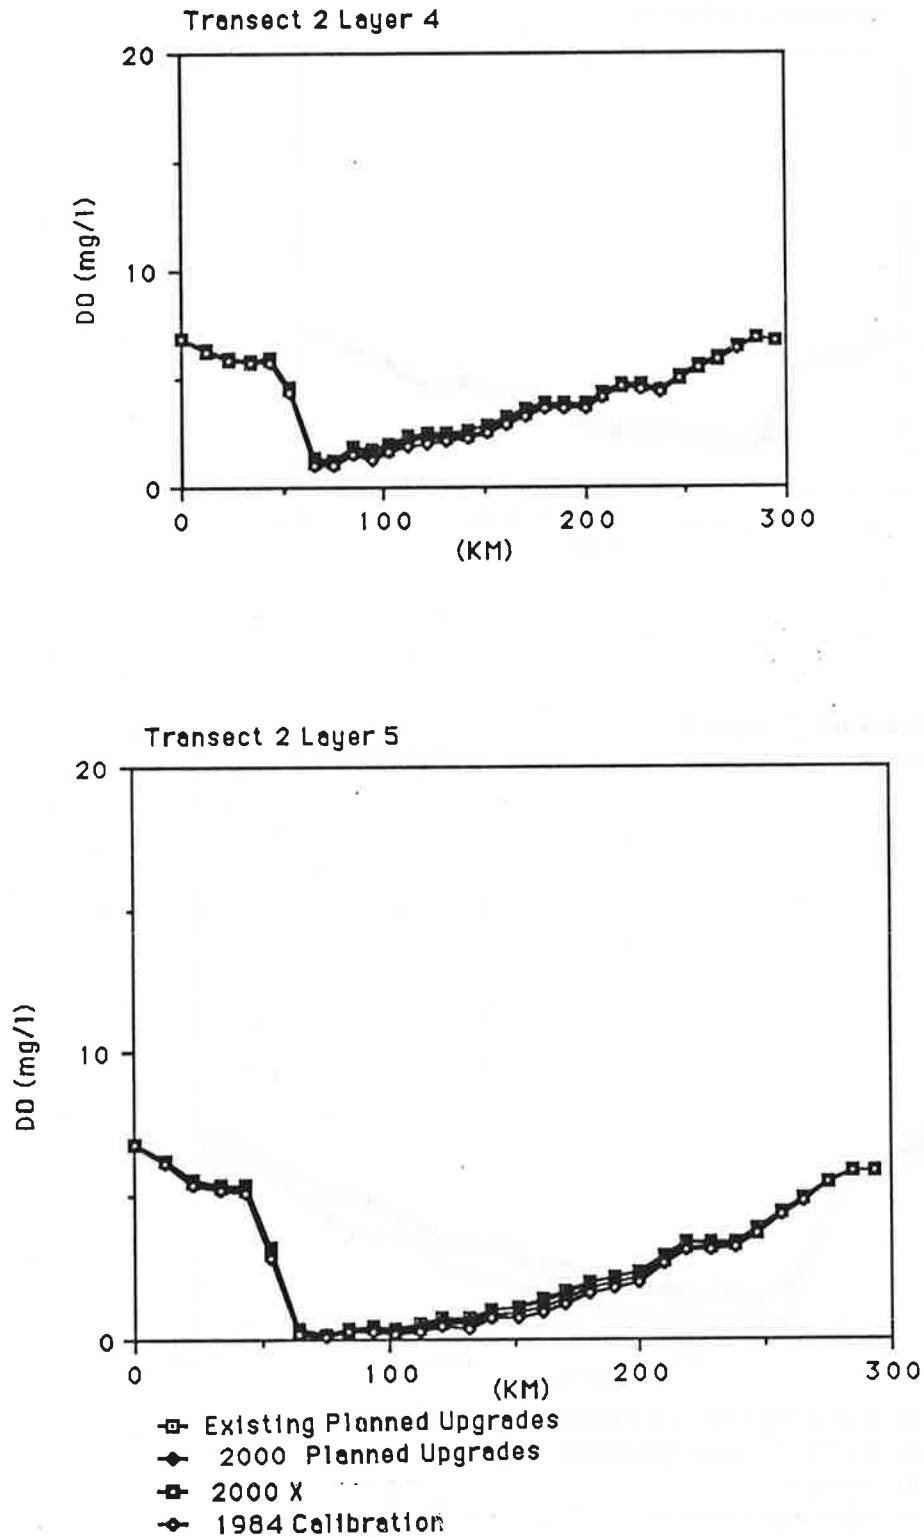 Transect 2 Layer 4
20
DO (mg/l)
10
0
0 100 200 300
(KM)
Transect 2 Layer 5
20
DO (mg/l)
10
0
0 100 200 300
(KM)
Existing Planned Upgrades
2000 Planned Upgrades
2000 X
1984 Calibration